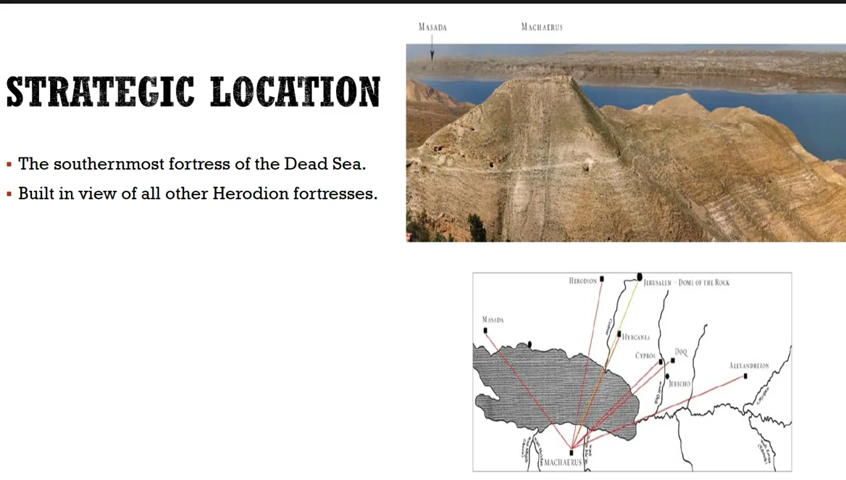 MASADA
MACHAERUS
STRATEGIC LOCATION
▪ The southernmost fortress of the Dead Sea.
▪ Built in view of all other Herodion fortresses.
HERODION
JERUSALEM – DOME OF THE ROCK
MASADA
HYRCANIA
CYPROS
DOQ
JERICHO
ALEXANDREION
MACHAERUS